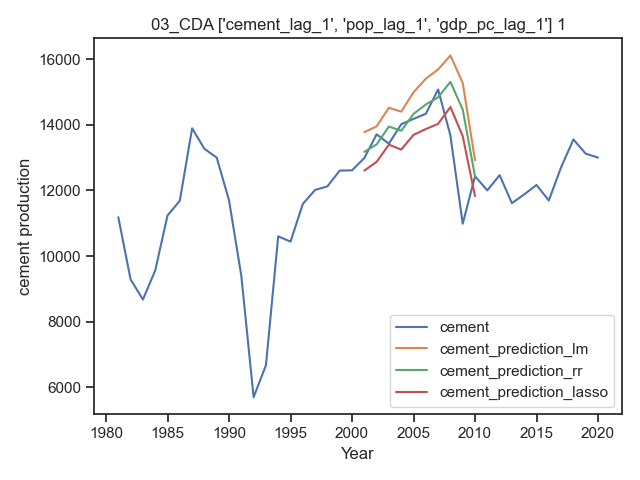 03_CDA ['cement_lag_1', 'pop_lag_1', 'gdp_pc_lag_1'] 1
16000
14000
12000
10000
8000
6000
cement production
cement
cement_prediction_lm
cement_prediction_rr
cement_prediction_lasso
1980 1985 1990 1995 2000 2005 2010 2015 2020
Year